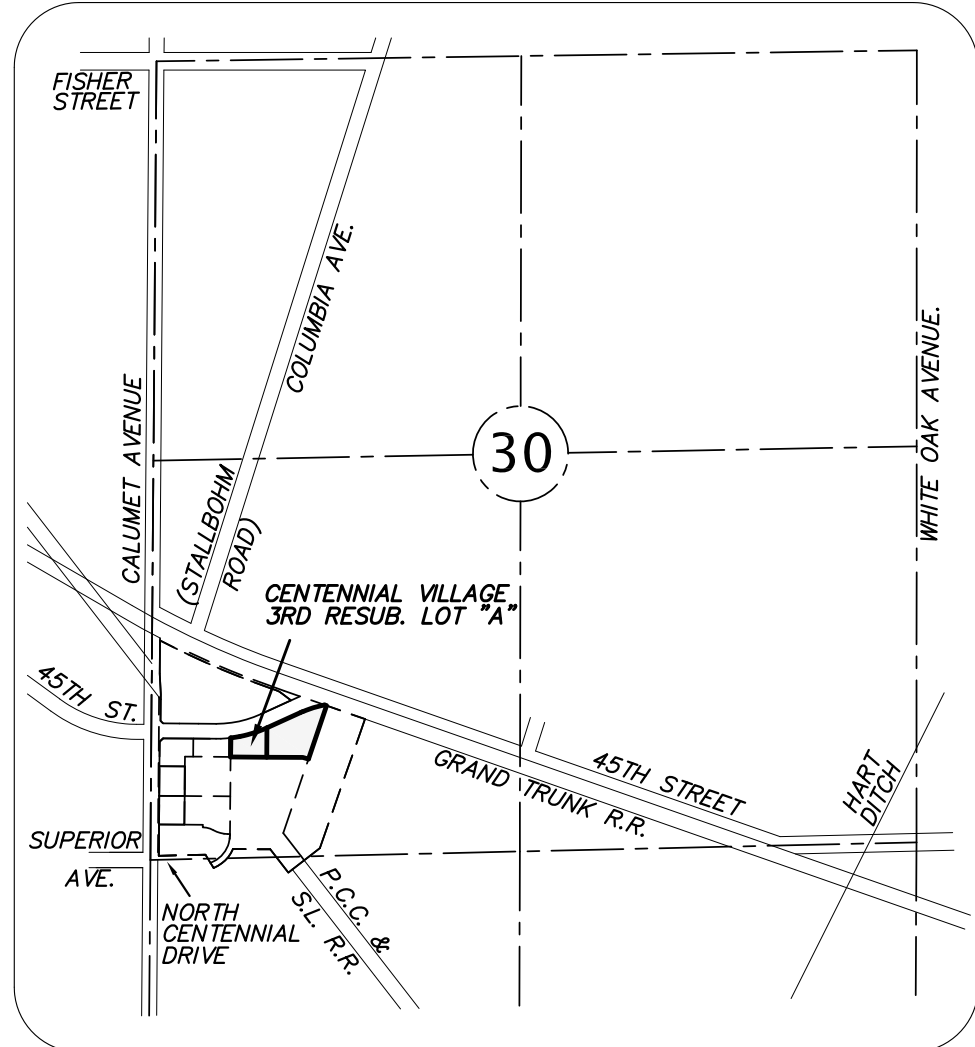 FISHER
STREET
COLUMBIA AVE.
CALUMET AVENUE
WHITE OAK AVENUE.
30
(STALLBOHM
ROAD)
CENTENNIAL VILLAGE
3RD RESUB. LOT "A"
45TH ST.
GRAND TRUNK R.R.
45TH STREET
HART
DITCH
SUPERIOR
AVE.
NORTH
CENTENNIAL
DRIVE
P.C.C. &
S.L. R.R.